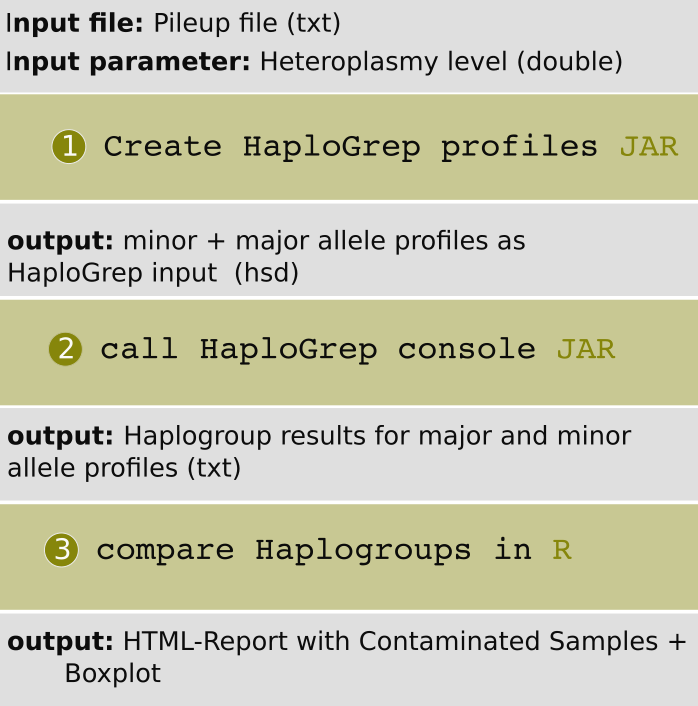 Input file: Pileup file (txt)
Input parameter: Heteroplasmy level (double)
1 Create HaploGrep profiles JAR
output: minor + major allele profiles as
HaploGrep input (hsd)
2 call HaploGrep console JAR
output: Haplogroup results for major and minor
allele profiles (txt)
3 compare Haplogroups in R
output: HTML-Report with Contaminated Samples +
Boxplot